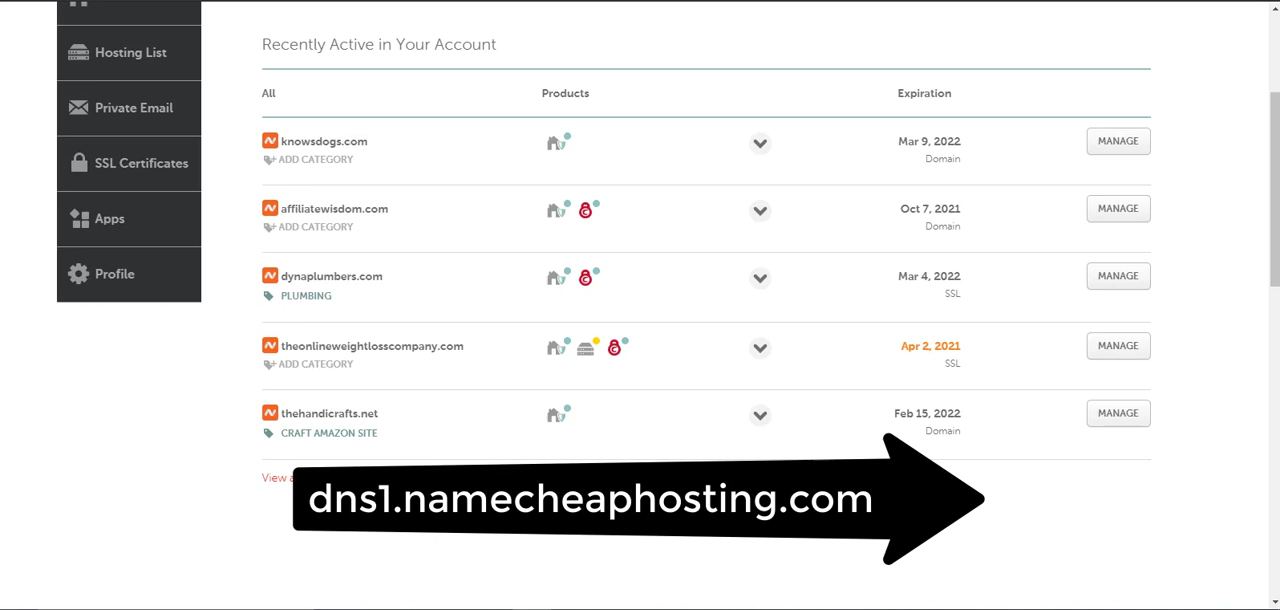 Hosting List
Private Email
SSL Certificates
Apps
Profile
Recently Active in Your Account
All Products Expiration
knowsdogs.com Mar 9, 2022 MANAGE
ADD CATEGORY Domain
affiliatewisdom.com Oct 7, 2021 MANAGE
ADD CATEGORY Domain
dynaplumbers.com Mar 4, 2022 MANAGE
PLUMBING SSL
theonlineweightlosscompany.com Apr 2, 2021 MANAGE
ADD CATEGORY SSL
thehandicrafts.net Feb 15, 2022 MANAGE
CRAFT AMAZON SITE Domain
View
dns1.namecheaphosting.com